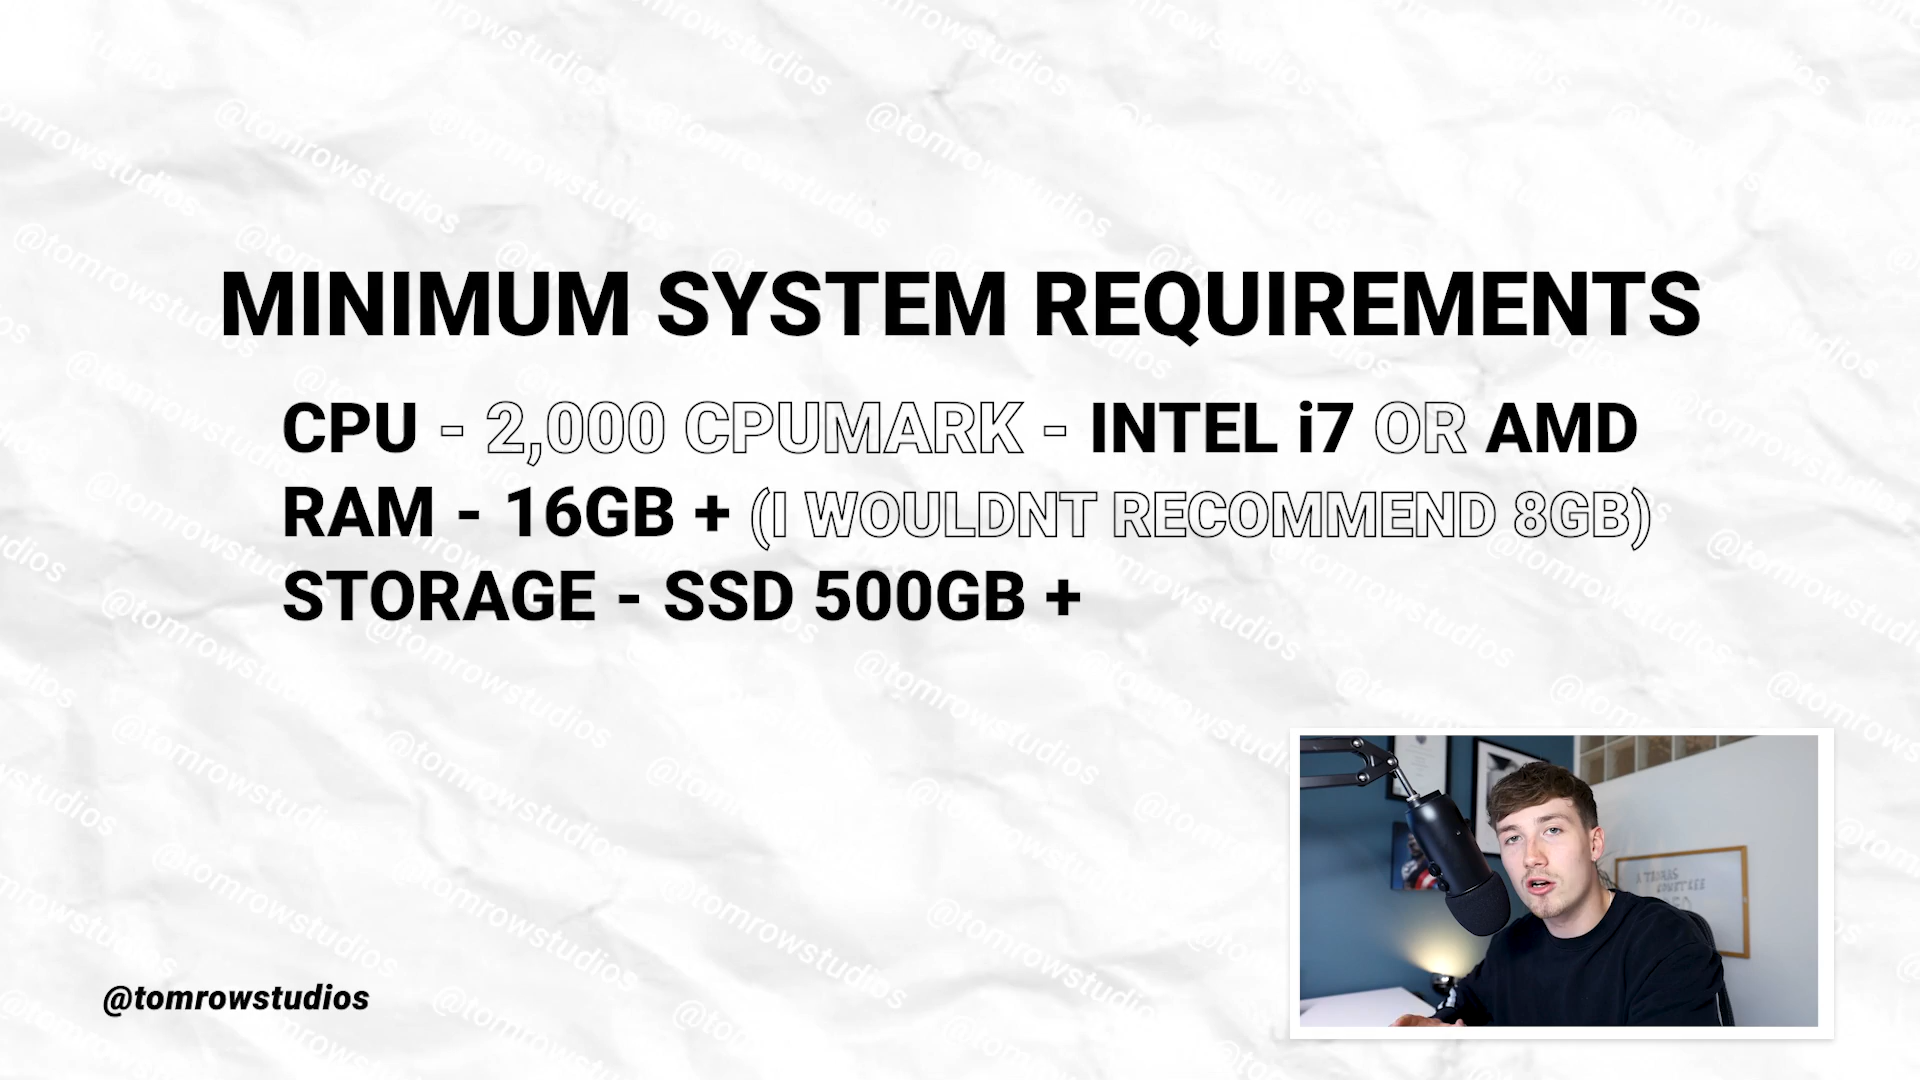 MINIMUM SYSTEM REQUIREMENTS
CPU - 2,000 CPUMARK - INTEL i7 OR AMD
RAM - 16GB + (I WOULDNT RECOMMEND 8GB)
STORAGE - SSD 500GB +
@tomrowstudios